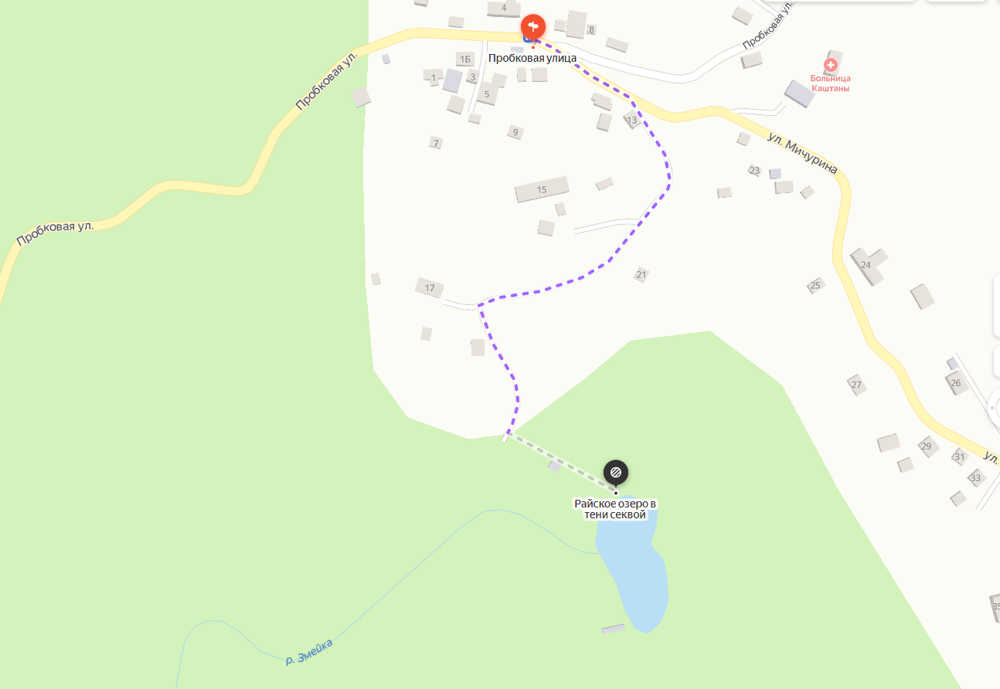 4
8
Пробковая ул.
1Б
Пробковая улица
Пробковая ул.
1
3
5
Больница
Каштаны
13
9
7
ул. Мичурина
23
15
Пробковая ул.
24
21
25
17
27
26
29
31
ул.
33
Райское озеро в
тени секвой
35
р. Змейка